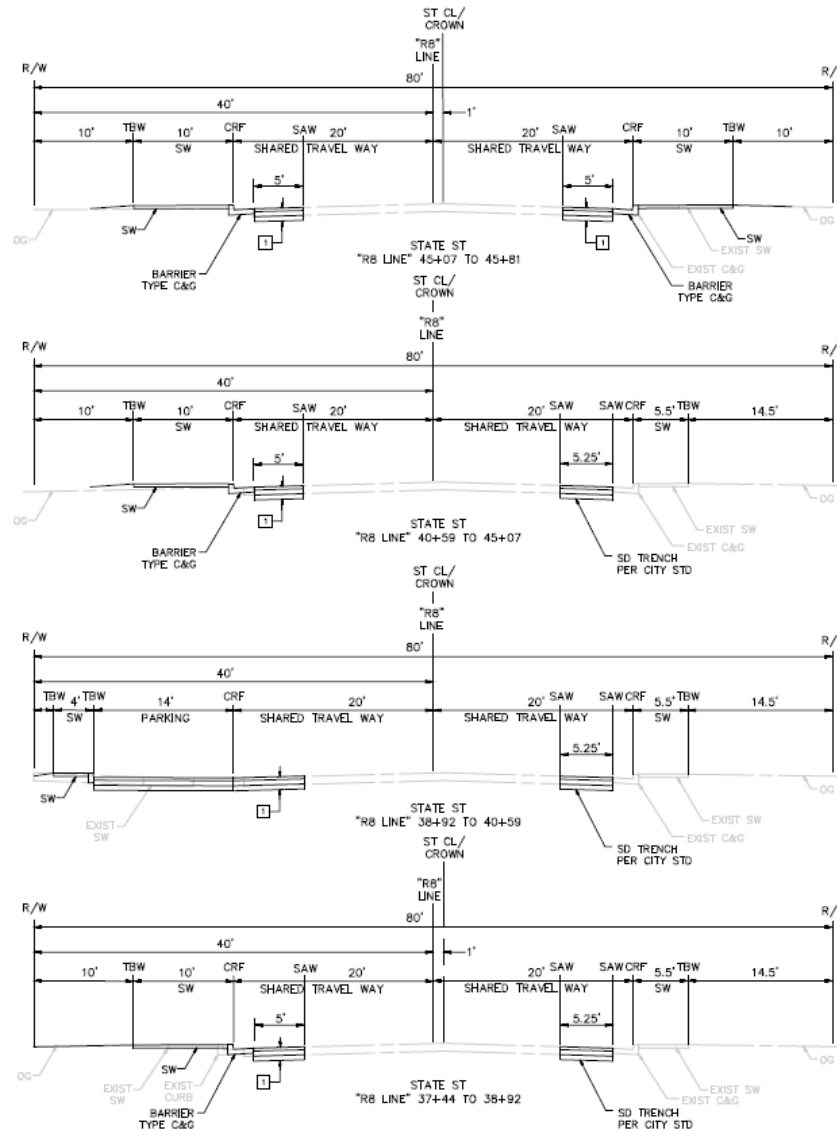 ST CL/
CROWN
"R8"
LINE
R/W
R/
80'
40'
1'
10' TBW 10' CRF SAW 20' 20' SAW CRF 10' TBW 10'
SW SHARED TRAVEL WAY SHARED TRAVEL WAY SW
5' 5'
OG SW 1 1 EXIST SW SW OG
EXIST C&G
BARRIER
TYPE C&G
BARRIER
TYPE C&G
STATE ST
"R8 LINE" 45+07 TO 45+81
ST CL/
CROWN
"R8"
LINE
R/W
R/
80'
40'
10' TBW 10' CRF SAW 20' 20' SAW SAW CRF 5.5' TBW 14.5'
SW SHARED TRAVEL WAY SHARED TRAVEL WAY SW
5' 5.25'
OG SW 1 EXIST SW OG
EXIST C&G
BARRIER
TYPE C&G
STATE ST
"R8 LINE" 40+59 TO 45+07
SD TRENCH
PER CITY STD
ST CL/
CROWN
"R8"
LINE
R/W
R/
80'
40'
TBW 4' TBW 14' CRF 20' 20' SAW SAW CRF 5.5' TBW 14.5'
SW PARKING SHARED TRAVEL WAY SHARED TRAVEL WAY SW
5.25'
SW 1 OG
EXIST
SW
EXIST SW
EXIST C&G
STATE ST
"R8 LINE" 38+92 TO 40+59
SD TRENCH
PER CITY STD
ST CL/
CROWN
"R8"
LINE
R/W
R/
80'
40'
1'
10' TBW 10' CRF SAW 20' 20' SAW SAW CRF 5.5' TBW 14.5'
SW SHARED TRAVEL WAY SHARED TRAVEL WAY SW
5' 5.25'
OG SW 1 OG
EXIST
SW
EXIST
CURB
EXIST SW
EXIST C&G
BARRIER
TYPE C&G
STATE ST
"R8 LINE" 37+44 TO 38+92
SD TRENCH
PER CITY STD